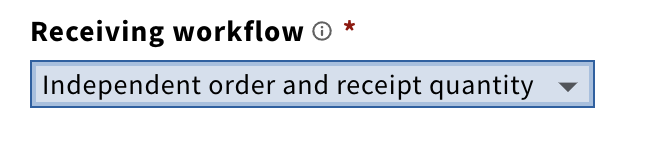 Receiving workflow ⓘ *
Independent order and receipt quantity